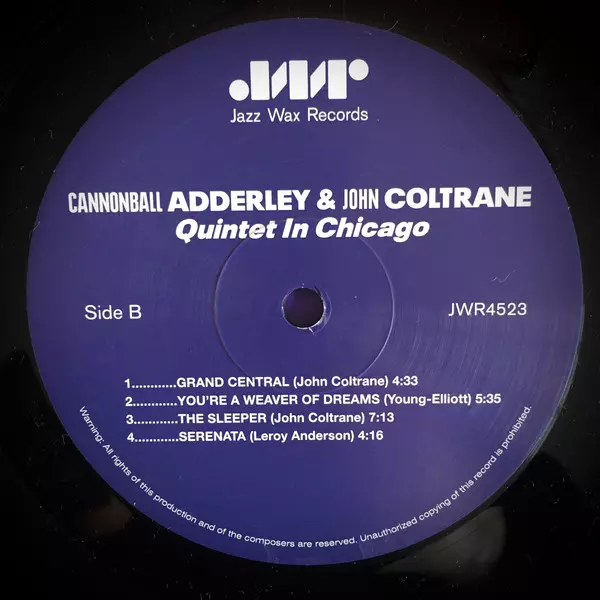 JWR
Jazz Wax Records
CANNONBALL ADDERLEY & JOHN COLTRANE
Quintet In Chicago
Side B
JWR4523
1............GRAND CENTRAL (John Coltrane) 4:33
2............YOU'RE A WEAVER OF DREAMS (Young-Elliott) 5:35
3............THE SLEEPER (John Coltrane) 7:13
4............SERENATA (Leroy Anderson) 4:16
Warning: All rights of this production and of the composers are reserved. Unauthorized copying of this record is prohibited.